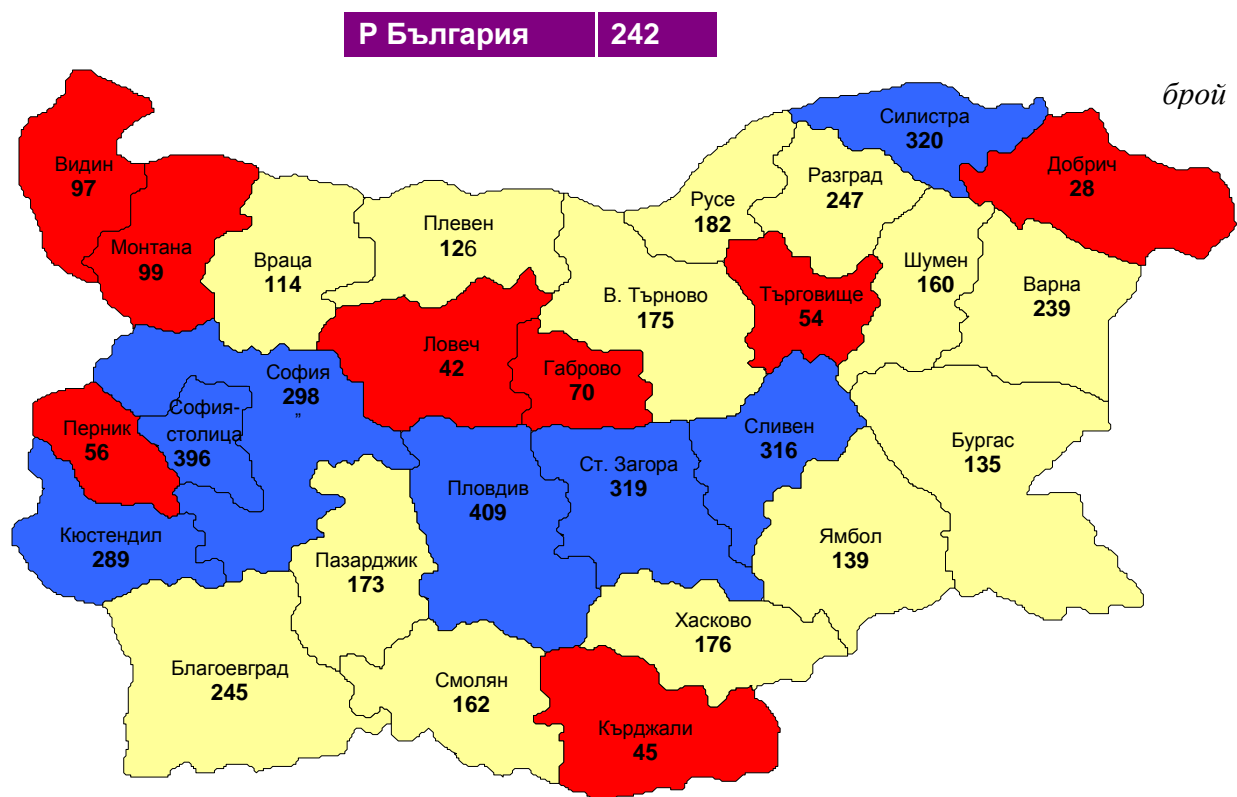 Р България 242
брой
Силистра
320
Видин
97
Добрич
28
Разград
247
Русе
182
Плевен
126
Монтана
99
Враца
114
Шумен
160
Варна
239
В. Търново
175
Търговище
54
Ловеч
42
Габрово
70
София
298
”
София-
столица
396
Перник
56
Сливен
316
Бургас
135
Ст. Загора
319
Пловдив
409
Кюстендил
289
Пазарджик
173
Ямбол
139
Хасково
176
Благоевград
245
Смолян
162
Кърджали
45